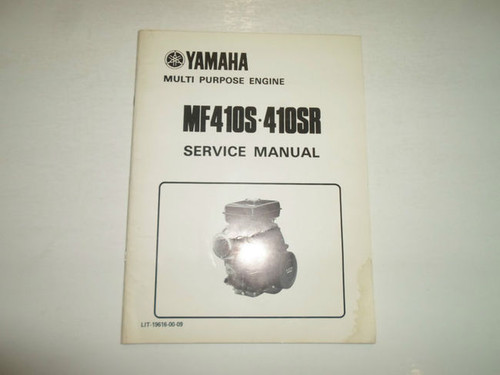 YAMAHA
MULTI PURPOSE ENGINE
MF410S·410SR
SERVICE MANUAL
LIT-19616-00-09